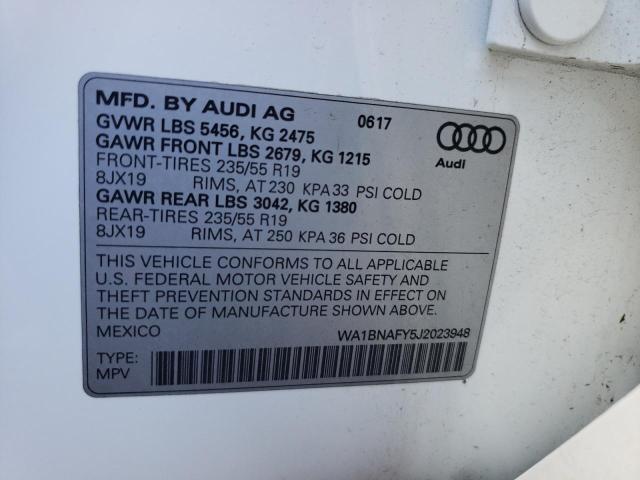 MFD. BY AUDI AG 0617
GVWR LBS 5456, KG 2475
GAWR FRONT LBS 2679, KG 1215
FRONT-TIRES 235/55 R19
8JX19 RIMS, AT 230 KPA 33 PSI COLD
GAWR REAR LBS 3042, KG 1380
REAR-TIRES 235/55 R19
8JX19 RIMS, AT 250 KPA 36 PSI COLD
Audi
THIS VEHICLE CONFORMS TO ALL APPLICABLE
U.S. FEDERAL MOTOR VEHICLE SAFETY AND
THEFT PREVENTION STANDARDS IN EFFECT ON
THE DATE OF MANUFACTURE SHOWN ABOVE.
MEXICO WA1BNAFY5J2023948
TYPE:
MPV